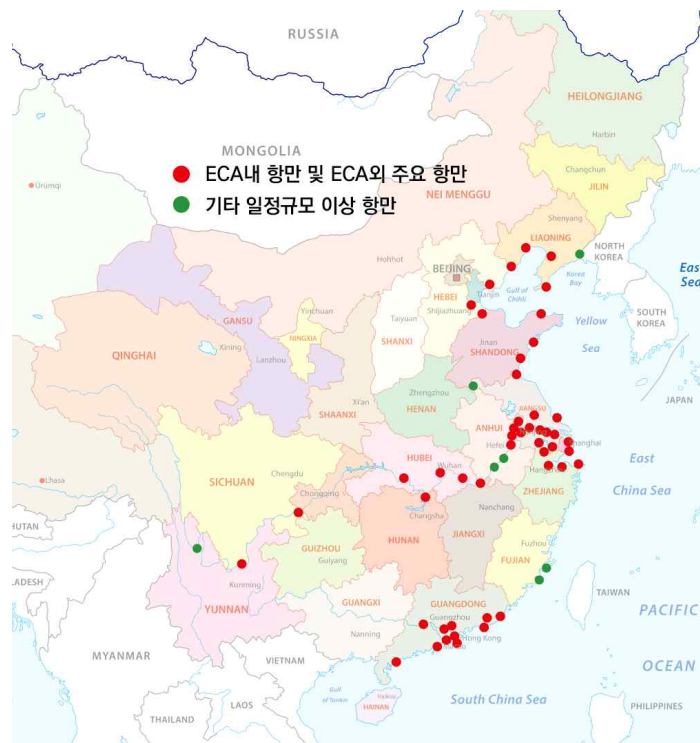 RUSSIA
HEILONGJIANG
Harbin
MONGOLIA
ECA내 항만 및 ECA외 주요 항만
기타 일정규모 이상 항만
Ürümqi
Changchun
JILIN
NEI MENGGU
Shenyang
LIAONING
Hohhot
NORTH
KOREA
BEIJING
Korea
Bay
Tianjin
Gulf of
Chihli
HEBEI
Shijiazhuang
East
Sea
Yinchuan
Taiyuan
SHANXI
SOUTH
KOREA
GANSU
NINGXIA
Jinan
SHANDONG
Yellow
Sea
QINGHAI
Xining
Lanzhou
JAPAN
Zhengzhou
HENAN
Xi'an
SHAANXI
JIANGSU
ANHUI
Hefei
Shanghai
HUBEI
Wuhan
Lhasa
SICHUAN
Chengdu
Chongqing
East
China Sea
ZHEJIANG
Nanchang
Changsha
HUNAN
JIANGXI
GUIZHOU
Guiyang
Fuzhou
FUJIAN
Kunming
YUNNAN
GUANGXI
Nanning
GUANGDONG
Guangzhou
Hong Kong
TAIWAN
PACIFIC
OCEAN
MYANMAR
VIETNAM
LAOS
THAILAND
Gulf
of Tonkin
HAINAN
South China Sea
PHILIPPINES